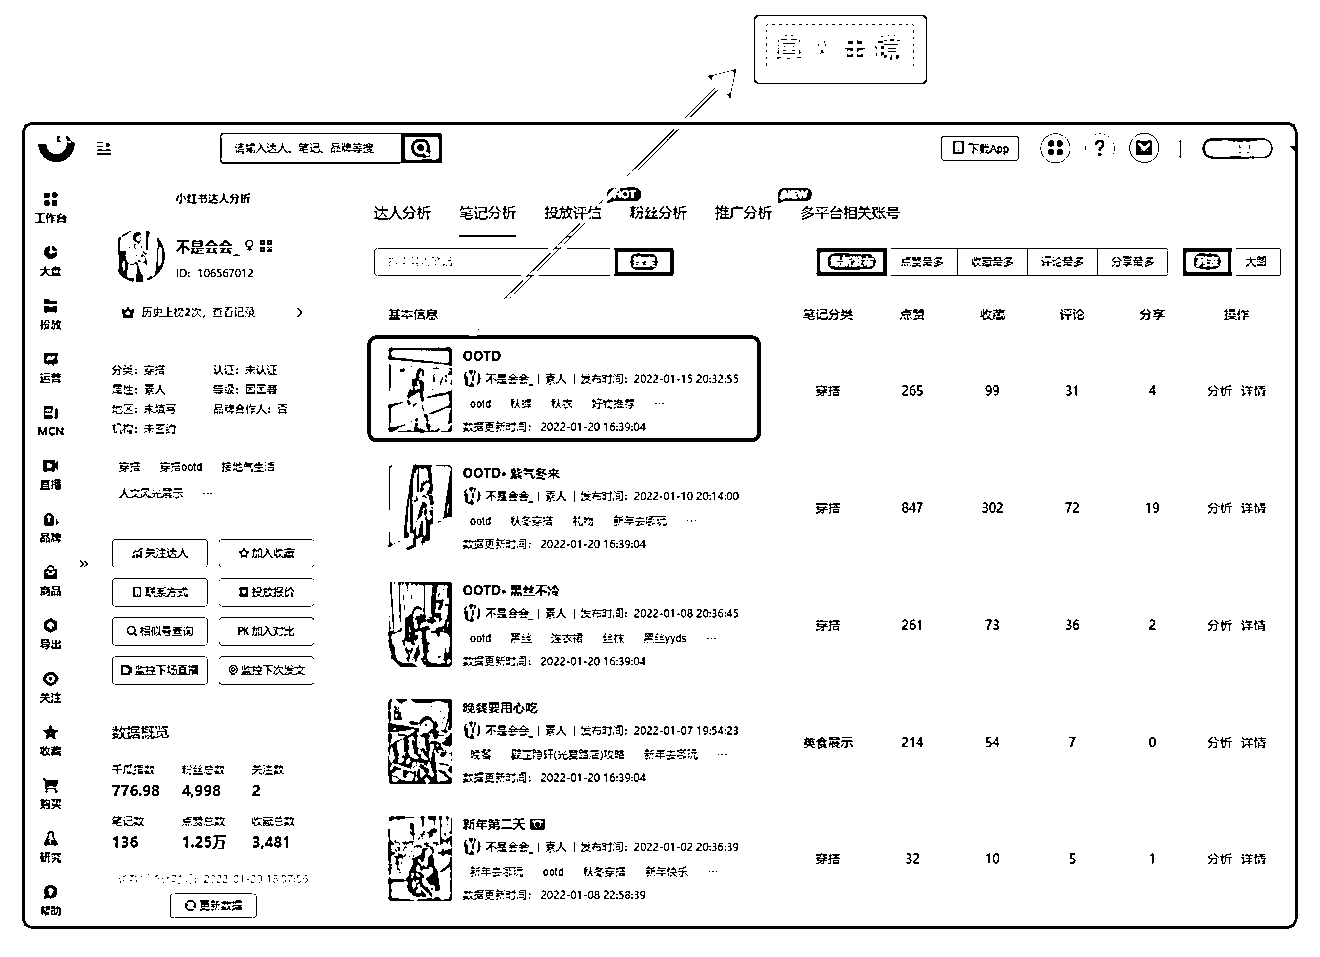 请输入达人、笔记、品牌等搜
下载App
?
小红书达人分析
工作台
大盘
投放
运营
MCN
直播
品牌
商品
导出
关注
收藏
购买
研究
帮助
不是会会_
ID: 106567012
历史上榜2次，查看记录
分类：穿搭 认证：未认证
属性：素人
地区：未填写 品牌合作人：否
机构：未签约
穿搭 穿搭ootd 接地气生活
人文风光展示 ...
关注达人 加入收藏
联系方式 投放报价
相似号查询 PK 加入对比
监控下场直播 监控下次发文
数据概览
千瓜指数 粉丝总数 关注数
776.98 4,998 2
笔记数 点赞总数 收藏总数
136 1.25万 3,481
更新数据
达人分析 笔记分析 投放评估 HOT 粉丝分析 推广分析 NEW 多平台相关账号
搜索
最新发布 点赞最多 收藏最多 评论最多 分享最多 列表 大图
基本信息 笔记分类 点赞 收藏 评论 分享 操作
OOTD
不是会会_ | 素人 | 发布时间：2022-01-15 20:32:55
ootd 秋裤 秋衣 好物推荐 ...
数据更新时间： 2022-01-20 16:39:04
穿搭 265 99 31 4 分析 详情
OOTD• 紫气冬来
不是会会_ | 素人 | 发布时间：2022-01-10 20:14:00
ootd 秋冬穿搭 礼物 新年去哪玩 ...
数据更新时间： 2022-01-20 16:39:04
穿搭 847 302 72 19 分析 详情
OOTD• 黑丝不冷
不是会会_ | 素人 | 发布时间：2022-01-08 20:36:45
ootd 黑丝 连衣裙 丝袜 黑丝yyds ...
数据更新时间： 2022-01-20 16:39:04
穿搭 261 73 36 2 分析 详情
晚餐要用心吃
不是会会_ | 素人 | 发布时间：2022-01-07 19:54:23
晚餐 新年去哪玩 ...
数据更新时间： 2022-01-20 16:39:04
美食展示 214 54 7 0 分析 详情
新年第二天
不是会会_ | 素人 | 发布时间：2022-01-02 20:36:39
新年去哪玩 ootd 秋冬穿搭 新年快乐 ...
数据更新时间： 2022-01-08 22:58:39
穿搭 32 10 5 1 分析 详情